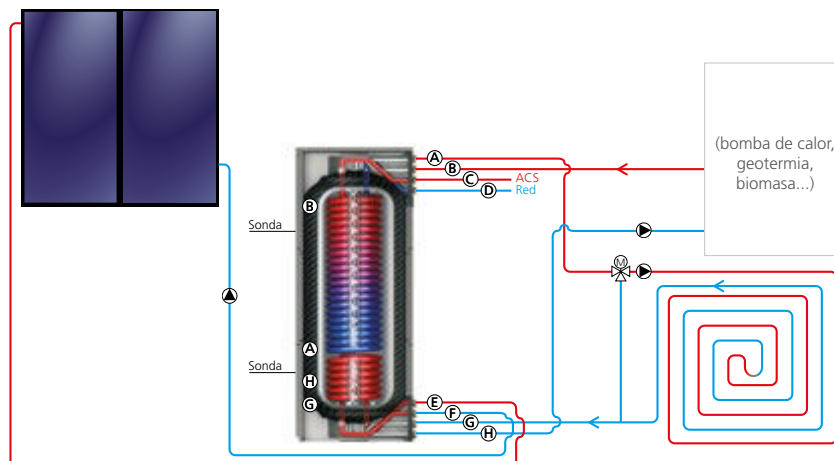 (bomba de calor,
geotermia,
biomasa...)
A
B
C
ACS
D
Red
B
Sonda
M
A
Sonda
H
G
E
F
G
H